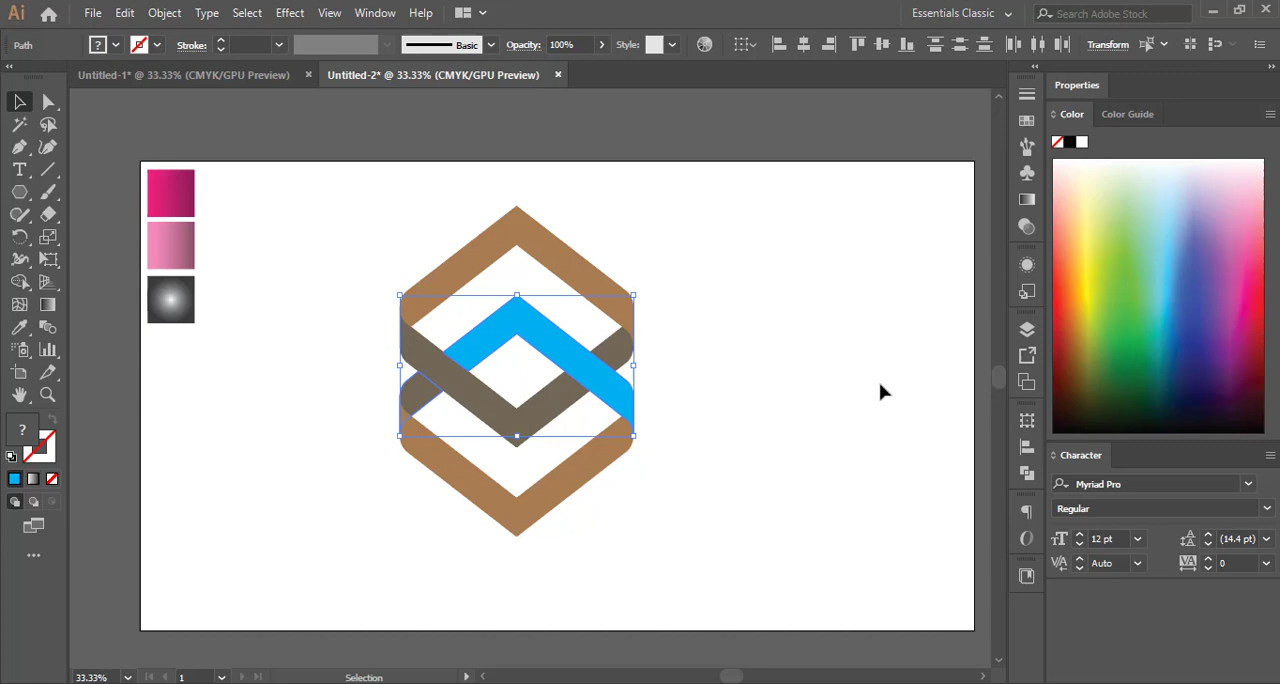 Ai File Edit Object Type Select Effect View Window Help Essentials Classic Search Adobe Stock
Path ? Stroke: Basic Opacity: 100% Style: Transform
Untitled-1* @ 33.33% (CMYK/GPU Preview) × Untitled-2* @ 33.33% (CMYK/GPU Preview) ×
Properties
Color Color Guide
?
Character
Myriad Pro
Regular
12 pt (14.4 pt)
Auto 0
33.33% 1 Selection